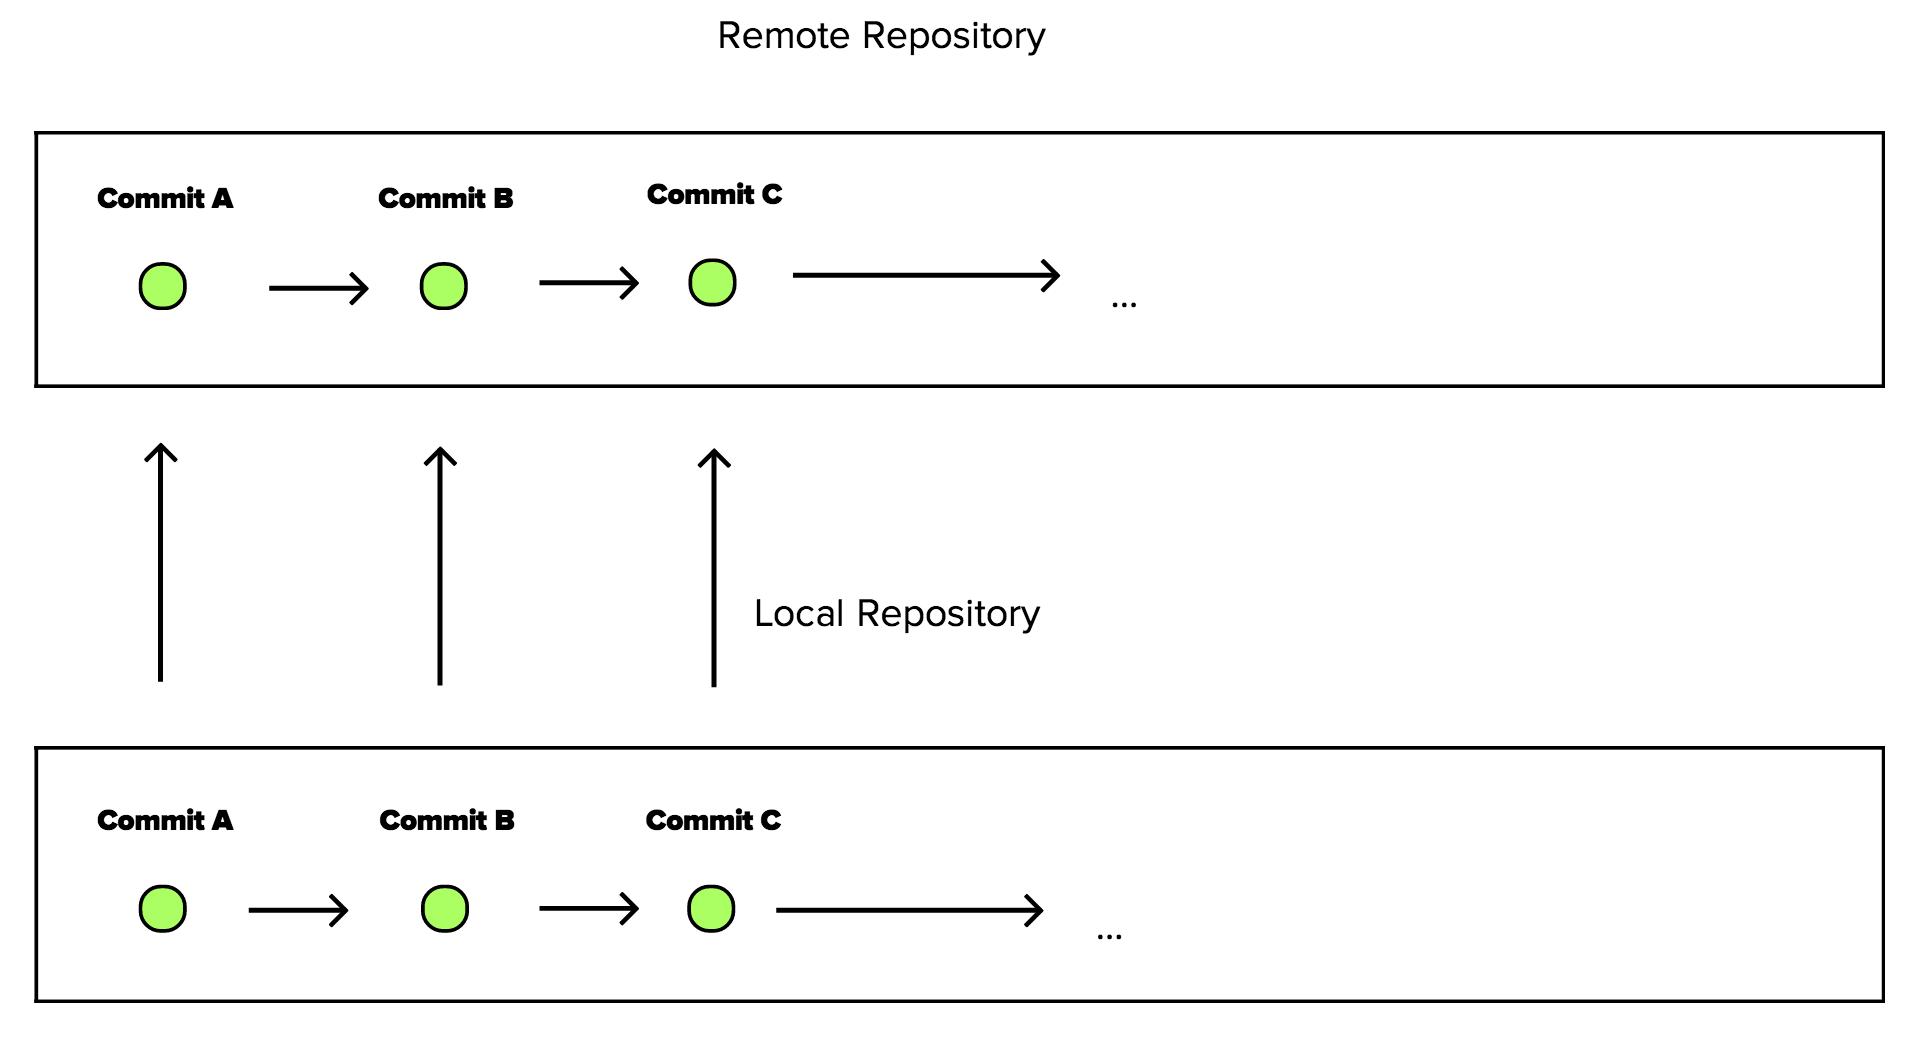 Remote Repository
Commit A
Commit B
Commit C
...
Local Repository
Commit A
Commit B
Commit C
...